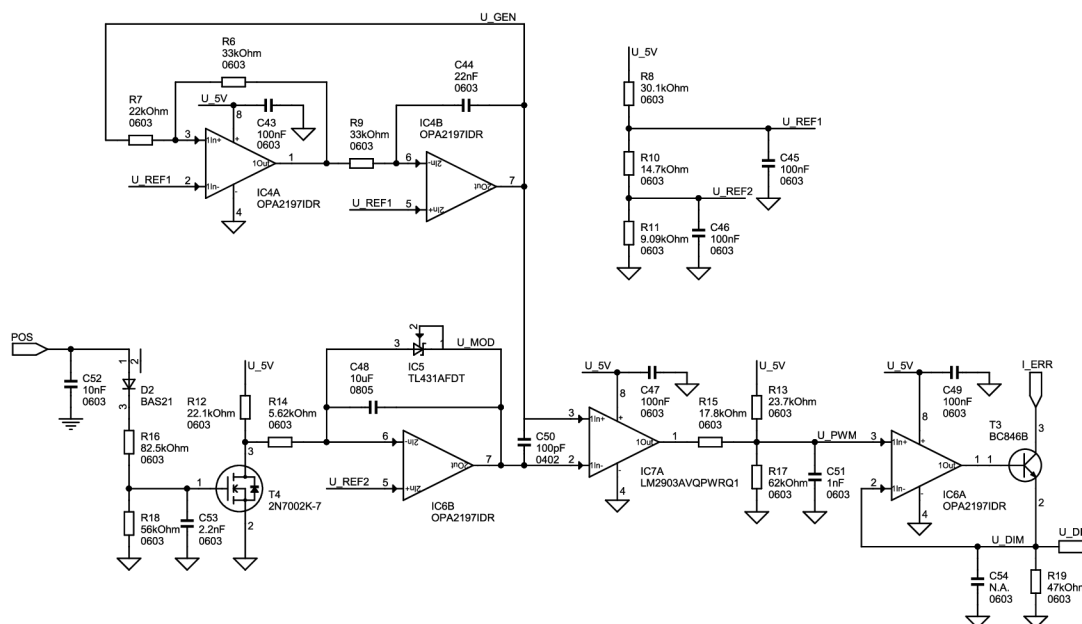 U_GEN
R6
33kOhm
0603
C44
22nF
0603
U_5V
R8
30.1kOhm
0603
R7
22kOhm
0603
U_5V
8
C43
100nF
0603
R9
33kOhm
0603
IC4B
OPA2197IDR
U_REF1
3
1In+
+
1Out
1
6
2In-
2Out
7
R10
14.7kOhm
0603
C45
100nF
0603
U_REF1
2
1In-
-
IC4A
OPA2197IDR
4
U_REF1
5
2In+
U_REF2
R11
9.09kOhm
0603
C46
100nF
0603
POS
1
2
C52
10nF
0603
D2
BAS21
3
U_5V
R12
22.1kOhm
0603
R14
5.62kOhm
0603
2
3
1
IC5
TL431AFDT
U_MOD
C48
10uF
0805
U_5V
C47
100nF
0603
8
U_5V
R13
23.7kOhm
0603
U_5V
C49
100nF
0603
8
I_ERR
R16
82.5kOhm
0603
3
6
2In-
2Out
7
C50
100pF
0402
3
1In+
+
1Out
1
2
1In-
-
R15
17.8kOhm
0603
U_PWM
3
1In+
+
1Out
1
1
T3
BC846B
3
2
1
T4
2N7002K-7
2
U_REF2
5
2In+
IC6B
OPA2197IDR
4
IC7A
LM2903AVQPWRQ1
R17
62kOhm
0603
C51
1nF
0603
2
1In-
-
4
IC6A
OPA2197IDR
R18
56kOhm
0603
C53
2.2nF
0603
U_DIM
U_DI
C54
N.A.
0603
R19
47kOhm
0603